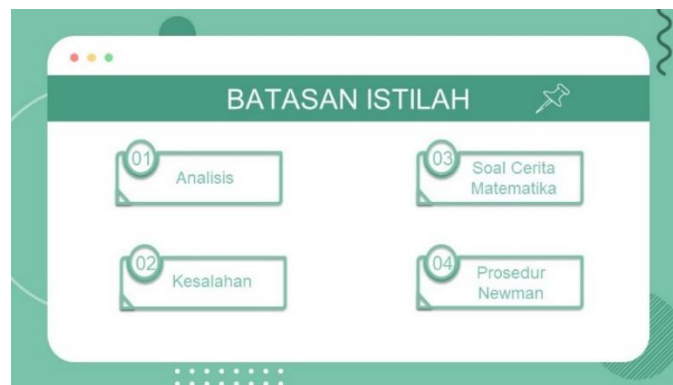 BATASAN ISTILAH
01
Analisis
02
Kesalahan
03
Soal Cerita
Matematika
04
Prosedur
Newman